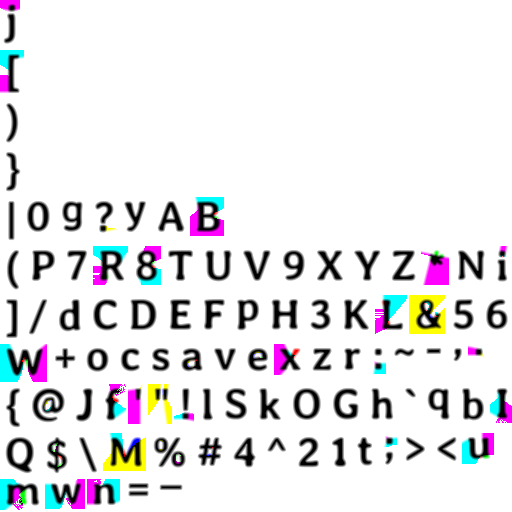 j
[
)
}
|0g?yAB
(P7R8TUV9XYZ*Ni
]/dCDEFpH3KL&56
W+ocsavexzr:~-,.
{@Jf'"!lSkOGh`qbI
Q$\M%#4^21t;><u
mwn=–